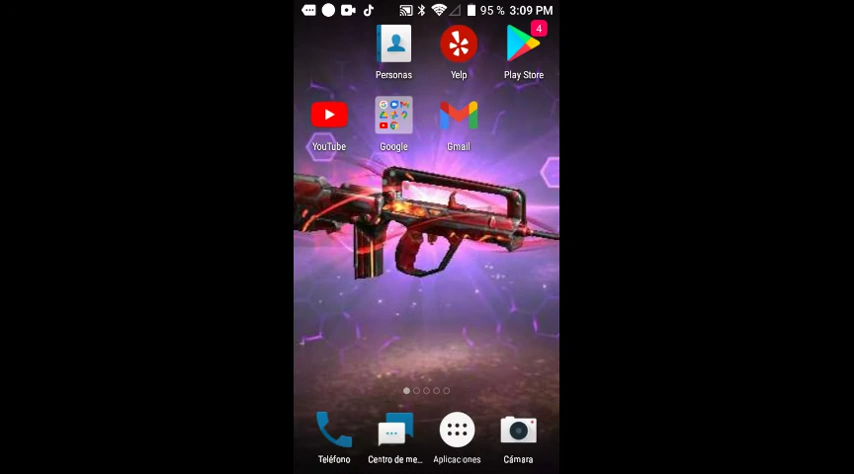 95 % 3:09 PM
4
Personas Yelp Play Store
YouTube Google Gmail
Teléfono Centro de me... Aplicaciones Cámara